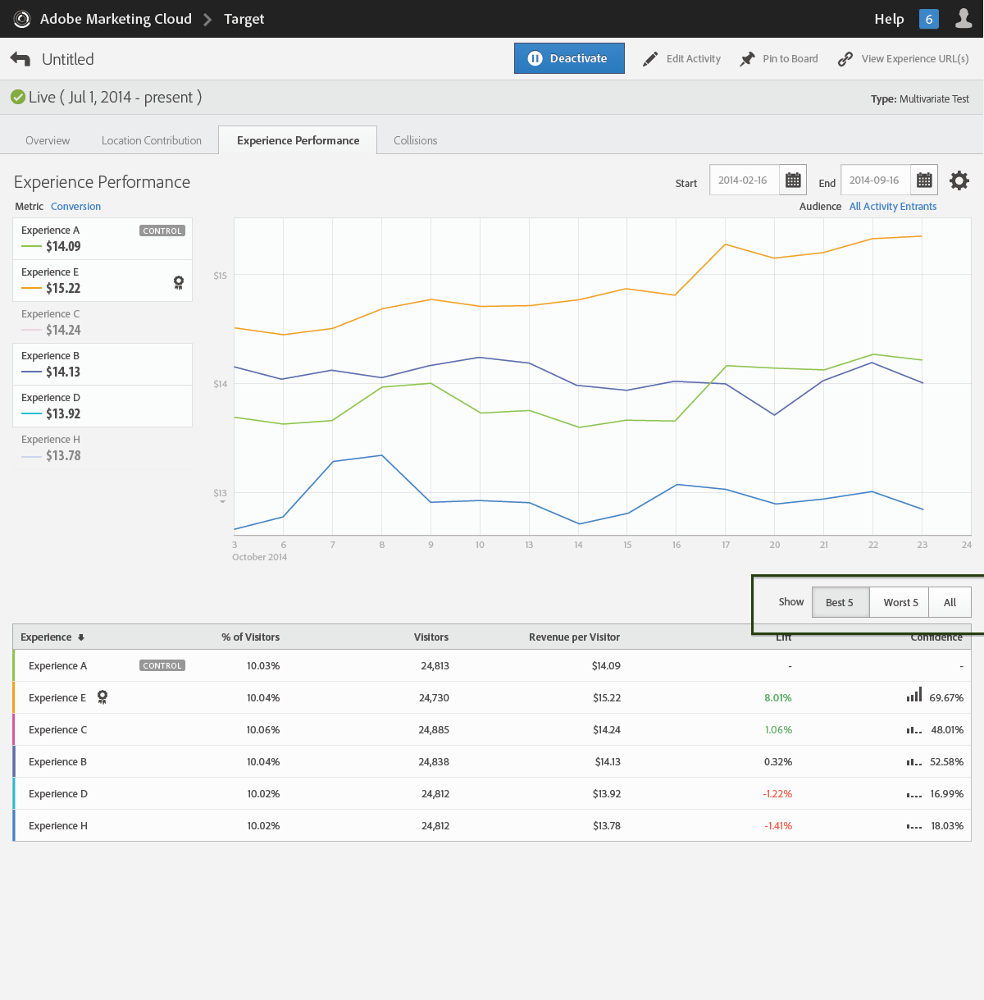 Adobe Marketing Cloud > Target Help 6
Untitled Deactivate Edit Activity Pin to Board View Experience URL(s)
Live ( Jul 1, 2014 - present ) Type: Multivariate Test
Overview Location Contribution Experience Performance Collisions
Experience Performance Start 2014-02-16 End 2014-09-16
Metric Conversion Audience All Activity Entrants
Experience A CONTROL
$14.09
Experience E
$15.22
Experience C
$14.24
Experience B
$14.13
Experience D
$13.92
Experience H
$13.78
$15
$14
$13
3 6 7 8 9 10 13 14 15 16 17 20 21 22 23 24
October 2014
Show Best 5 Worst 5 All
Experience % of Visitors Visitors Revenue per Visitor Lift Confidence
Experience A CONTROL 10.03% 24,813 $14.09 - -
Experience E 10.04% 24,730 $15.22 8.01% 69.67%
Experience C 10.06% 24,885 $14.24 1.06% 48.01%
Experience B 10.04% 24,838 $14.13 0.32% 52.58%
Experience D 10.02% 24,812 $13.92 -1.22% 16.99%
Experience H 10.02% 24,812 $13.78 -1.41% 18.03%